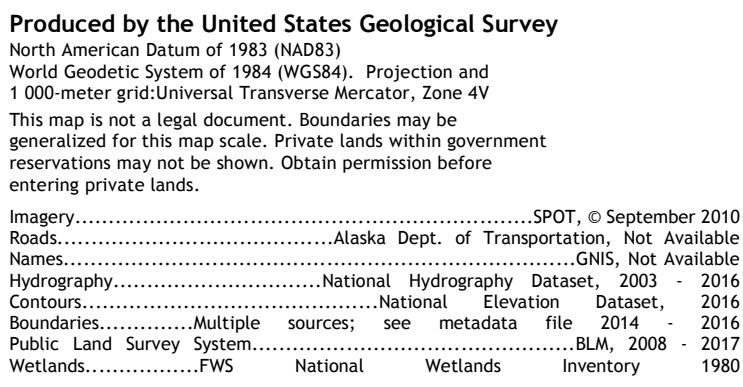 Produced by the United States Geological Survey
North American Datum of 1983 (NAD83)
World Geodetic System of 1984 (WGS84).  Projection and
1 000-meter grid:Universal Transverse Mercator, Zone 4V
This map is not a legal document. Boundaries may be
generalized for this map scale. Private lands within government
reservations may not be shown. Obtain permission before
entering private lands.
Imagery.....................................................................SPOT, © September 2010
Roads.........................................Alaska Dept. of Transportation, Not Available
Names.............................................................................GNIS, Not Available
Hydrography...............................National Hydrography Dataset, 2003 - 2016
Contours............................................National Elevation Dataset, 2016
Boundaries..............Multiple sources; see metadata file 2014 - 2016
Public Land Survey System................................................BLM, 2008 - 2017
Wetlands.................FWS National Wetlands Inventory 1980